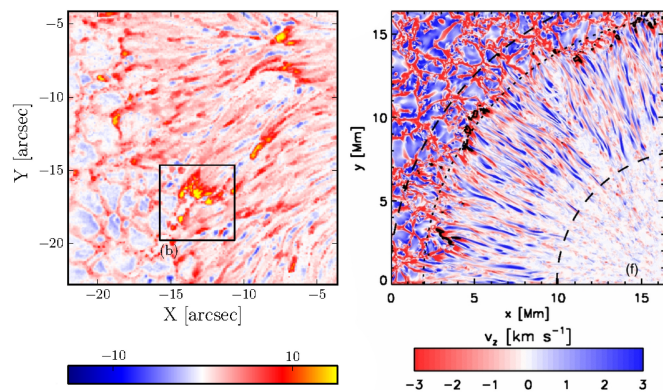 −5
−10
−15
−20
Y [arcsec]
(b)
−20 −15 −10 −5
X [arcsec]
−10 10
15
10
5
0
y [Mm]
(f)
0 5 10 15
x [Mm]
v_z [km s⁻¹]
−3 −2 −1 0 1 2 3